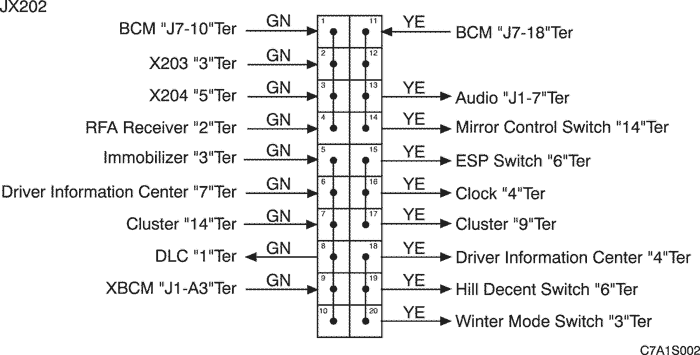 JX202
BCM "J7-10"Ter GN 1 11 YE BCM "J7-18"Ter
X203 "3"Ter GN 2 12
X204 "5"Ter GN 3 13 YE Audio "J1-7"Ter
RFA Receiver "2"Ter GN 4 14 YE Mirror Control Switch "14"Ter
Immobilizer "3"Ter GN 5 15 YE ESP Switch "6"Ter
Driver Information Center "7"Ter GN 6 16 YE Clock "4"Ter
Cluster "14"Ter GN 7 17 YE Cluster "9"Ter
DLC "1"Ter GN 8 18 YE Driver Information Center "4"Ter
XBCM "J1-A3"Ter GN 9 19 YE Hill Decent Switch "6"Ter
10 20 YE Winter Mode Switch "3"Ter
C7A1S002